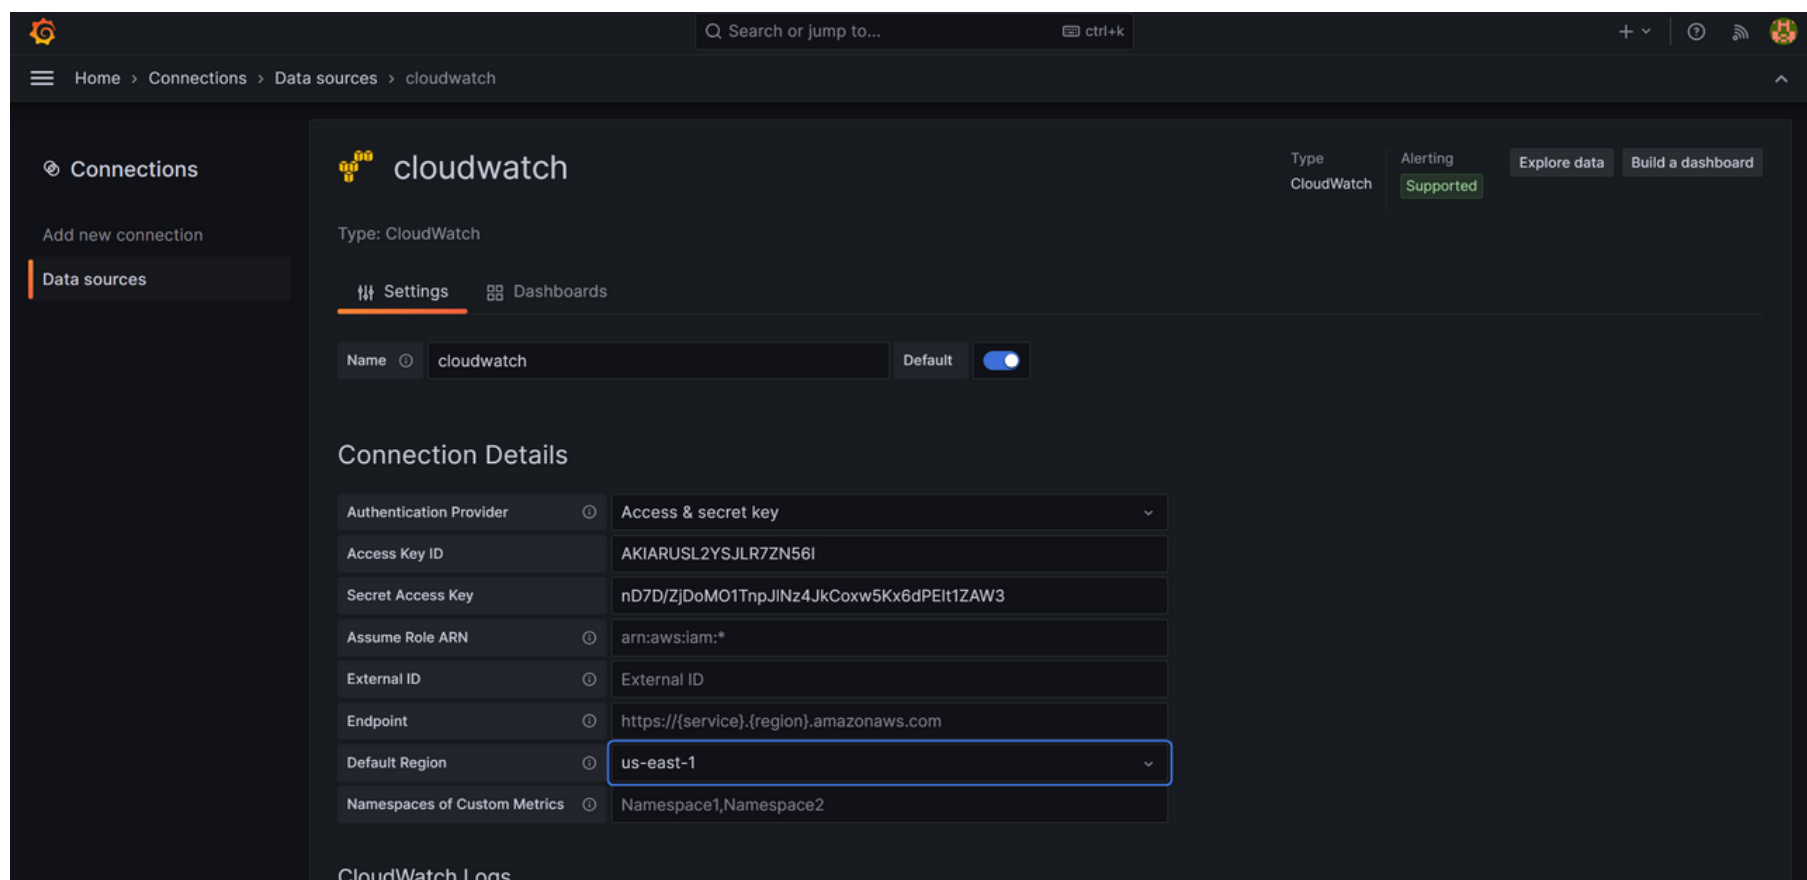 Search or jump to... ctrl+k
Home › Connections › Data sources › cloudwatch
Connections
Add new connection
Data sources
cloudwatch
Type
CloudWatch
Alerting
Supported
Explore data
Build a dashboard
Type: CloudWatch
Settings Dashboards
Name cloudwatch Default
Connection Details
Authentication Provider Access & secret key
Access Key ID AKIARUSL2YSJLR7ZN56I
Secret Access Key
Assume Role ARN arn:aws:iam:*
External ID External ID
Endpoint https://{service}.{region}.amazonaws.com
Default Region us-east-1
Namespaces of Custom Metrics Namespace1,Namespace2
CloudWatch Logs